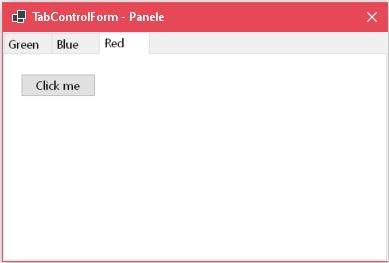 TabControlForm - Panele
Green Blue Red
Click me